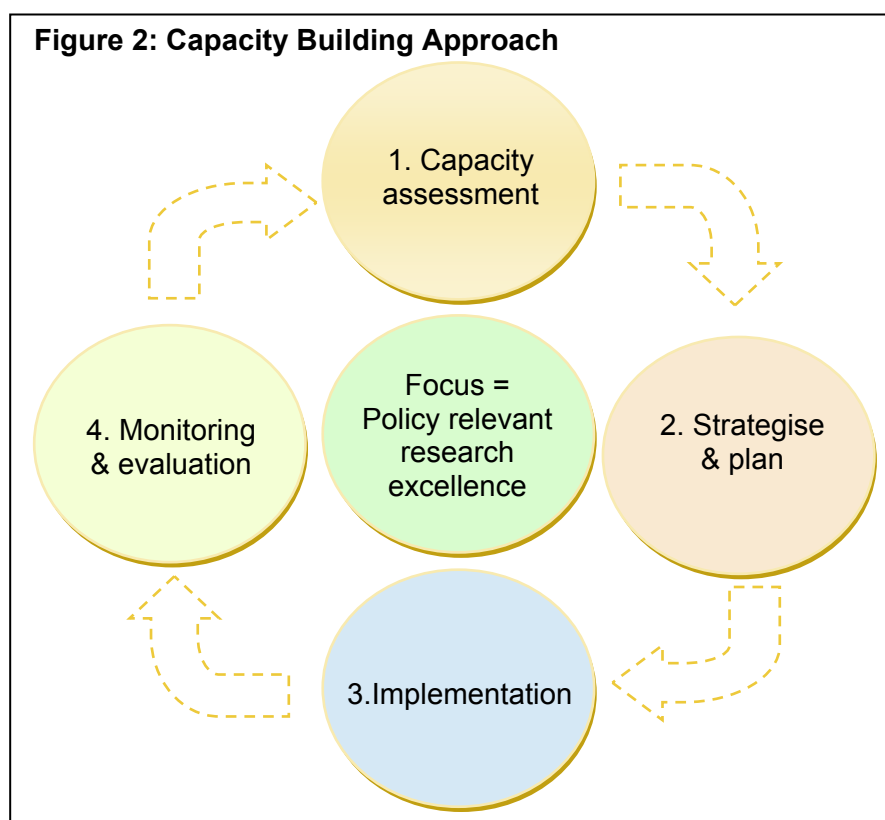 Figure 2: Capacity Building Approach
1. Capacity
assessment
2. Strategise
& plan
3.Implementation
4. Monitoring
& evaluation
Focus =
Policy relevant
research
excellence